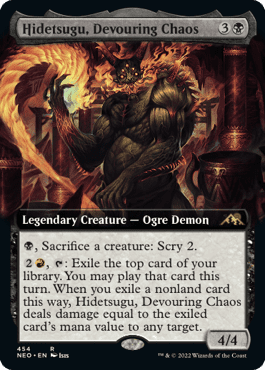 Hidetsugu, Devouring Chaos 3
Legendary Creature — Ogre Demon
, Sacrifice a creature: Scry 2.
2 , : Exile the top card of your
library. You may play that card this
turn. When you exile a nonland card
this way, Hidetsugu, Devouring Chaos
deals damage equal to the exiled
card's mana value to any target.
4/4
454 R
NEO • EN Isis
™ & © 2022 Wizards of the Coast